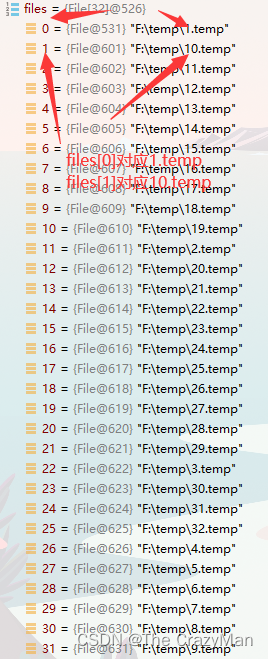 files = {File[32]@526}
0 = {File@531} "F:\temp\1.temp"
1 = {File@601} "F:\temp\10.temp"
2 = {File@602} "F:\temp\11.temp"
3 = {File@603} "F:\temp\12.temp"
4 = {File@604} "F:\temp\13.temp"
5 = {File@605} "F:\temp\14.temp"
6 = {File@606} "F:\temp\15.temp"
files[0]对应1.temp
7 = {File@607} "F:\temp\16.temp"
files[1]对应10.temp
8 = {File@608} "F:\temp\17.temp"
9 = {File@609} "F:\temp\18.temp"
10 = {File@610} "F:\temp\19.temp"
11 = {File@611} "F:\temp\2.temp"
12 = {File@612} "F:\temp\20.temp"
13 = {File@613} "F:\temp\21.temp"
14 = {File@614} "F:\temp\22.temp"
15 = {File@615} "F:\temp\23.temp"
16 = {File@616} "F:\temp\24.temp"
17 = {File@617} "F:\temp\25.temp"
18 = {File@618} "F:\temp\26.temp"
19 = {File@619} "F:\temp\27.temp"
20 = {File@620} "F:\temp\28.temp"
21 = {File@621} "F:\temp\29.temp"
22 = {File@622} "F:\temp\3.temp"
23 = {File@623} "F:\temp\30.temp"
24 = {File@624} "F:\temp\31.temp"
25 = {File@625} "F:\temp\32.temp"
26 = {File@626} "F:\temp\4.temp"
27 = {File@627} "F:\temp\5.temp"
28 = {File@628} "F:\temp\6.temp"
29 = {File@629} "F:\temp\7.temp"
30 = {File@630} "F:\temp\8.temp"
31 = {File@631} "F:\temp\9.temp"
CSDN @The CrazyMan